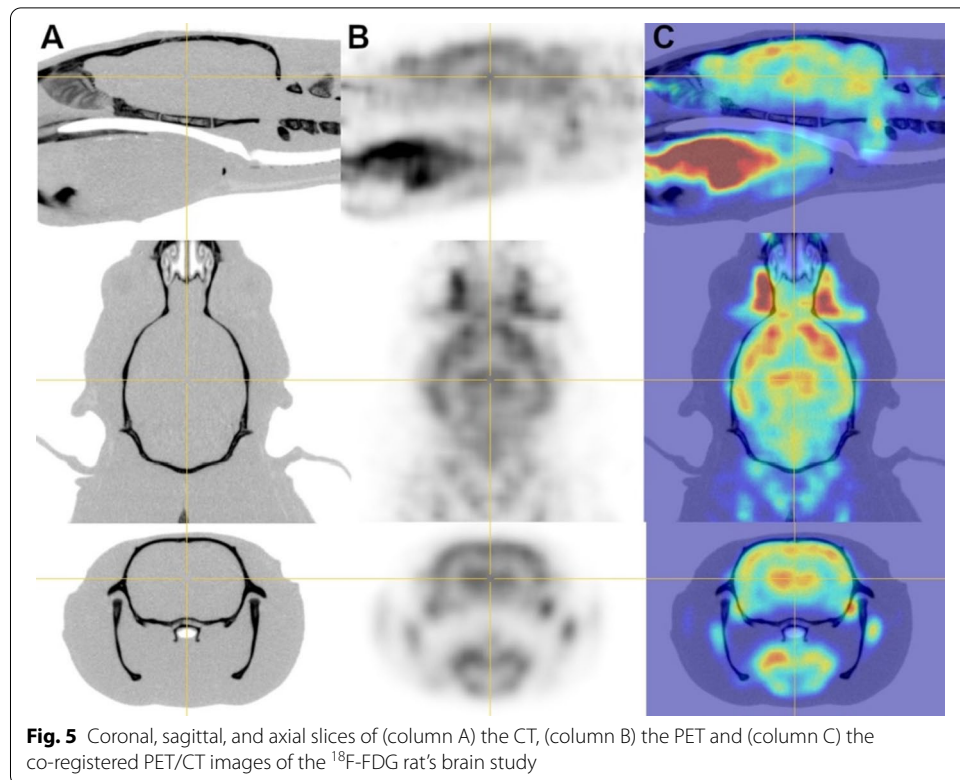 A B C
Fig. 5 Coronal, sagittal, and axial slices of (column A) the CT, (column B) the PET and (column C) the
co-registered PET/CT images of the ¹⁸F-FDG rat's brain study